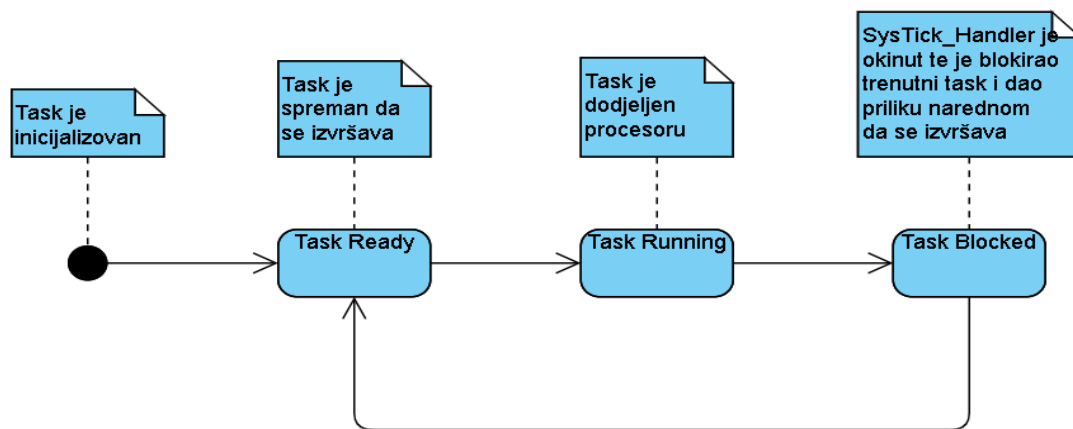 Task je
inicijalizovan
Task je
spreman da
se izvršava
Task je
dodjeljen
procesoru
SysTick_Handler je
okinut te je blokirao
trenutni task i dao
priliku narednom
da se izvršava
Task Ready
Task Running
Task Blocked